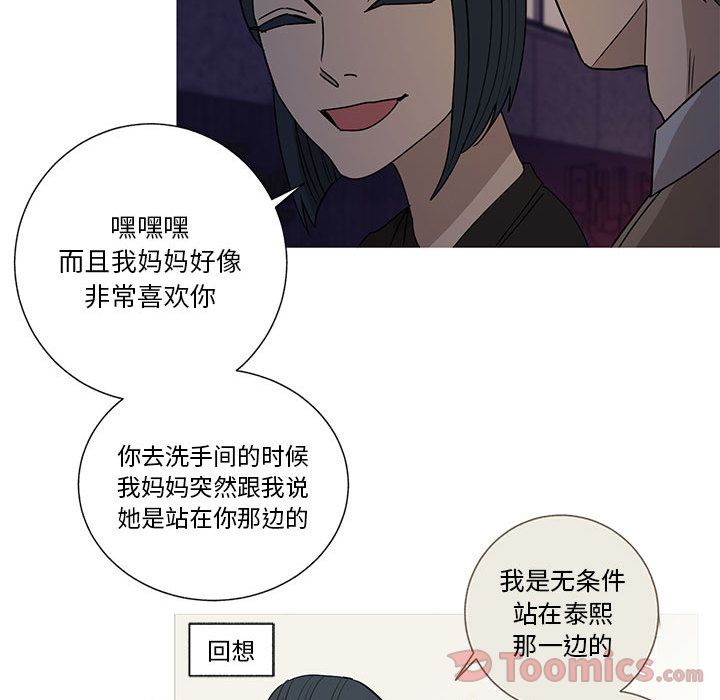 嘿嘿嘿
而且我妈妈好像
非常喜欢你
你去洗手间的时候
我妈妈突然跟我说
她是站在你那边的
我是无条件
站在泰熙
那一边的
回想
Toomics.com